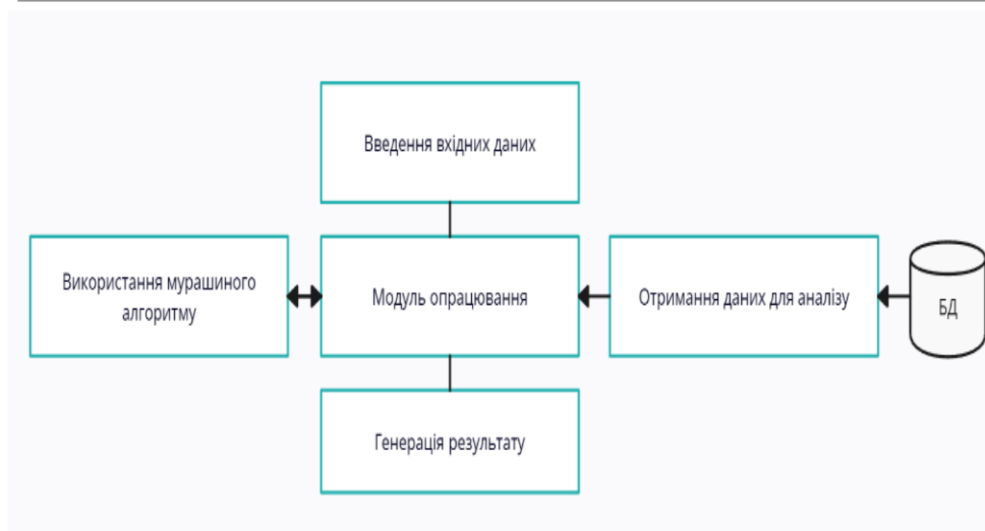 Введення вхідних даних
Використання мурашиного
алгоритму
Модуль опрацювання
Отримання даних для аналізу
БД
Генерація результату